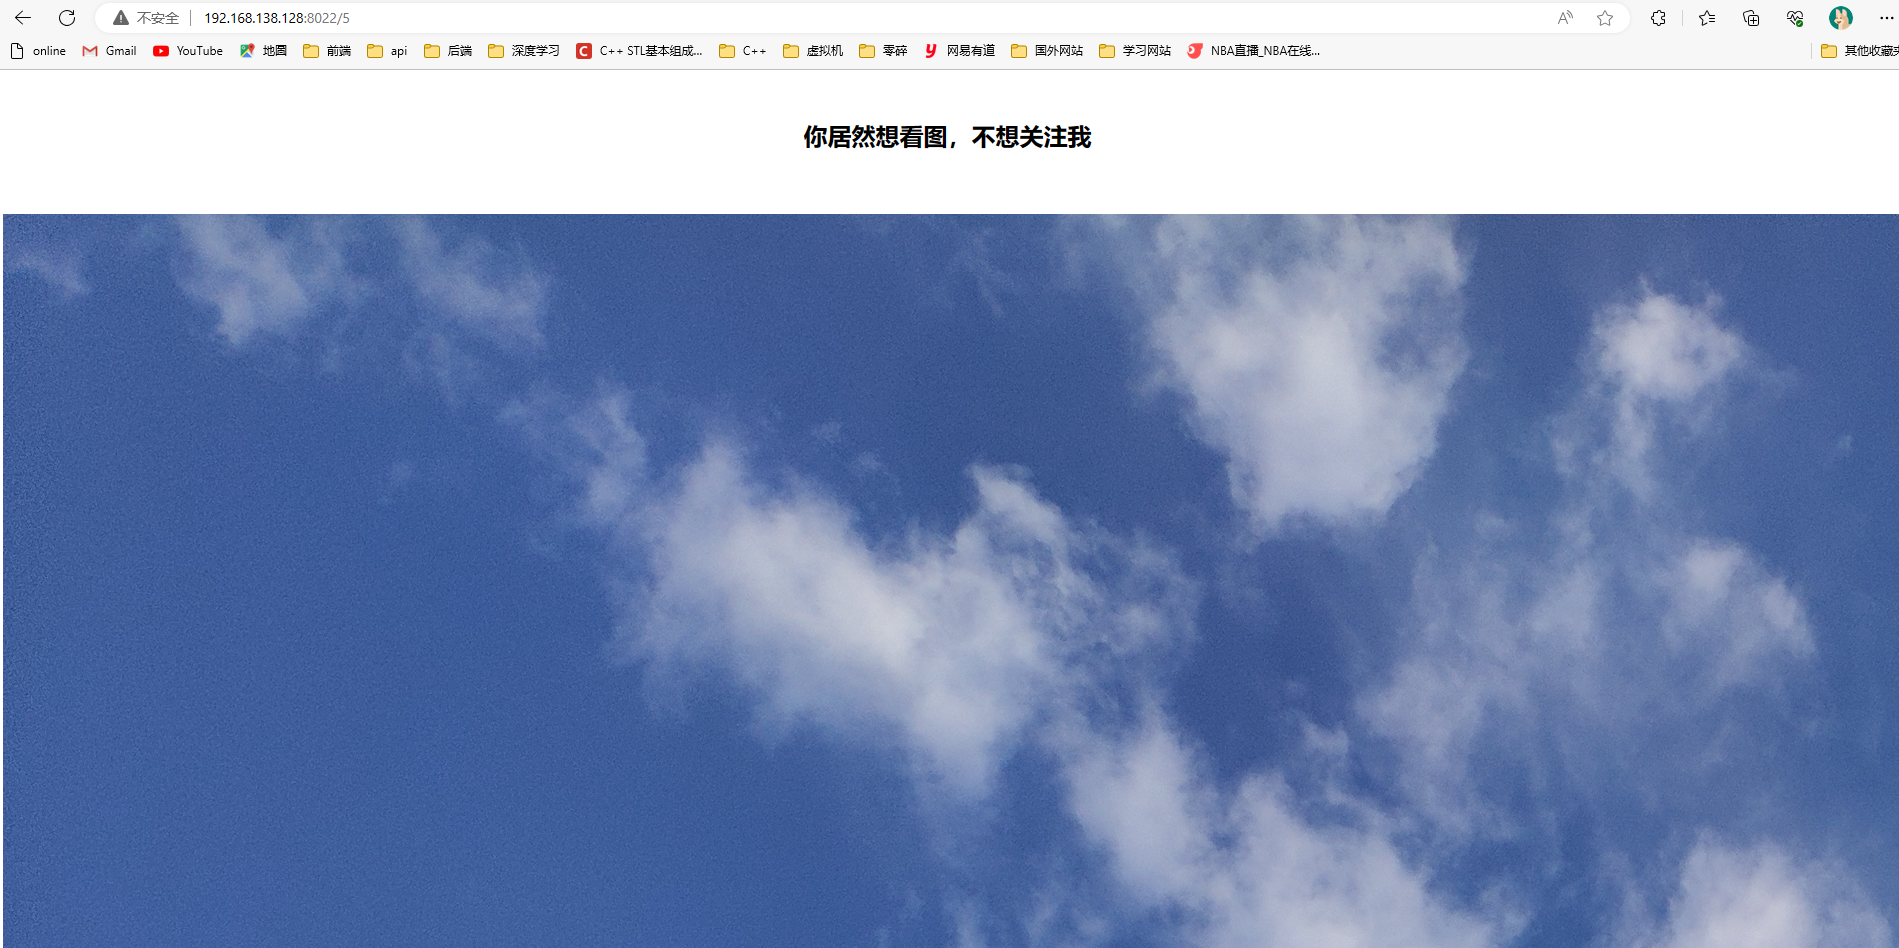 不安全 192.168.138.128:8022/5
online Gmail YouTube 地图 前端 api 后端 深度学习 C++ STL基本组成... C++ 虚拟机 零碎 网易有道 国外网站 学习网站 NBA直播_NBA在线... 其他收藏夹
你居然想看图，不想关注我